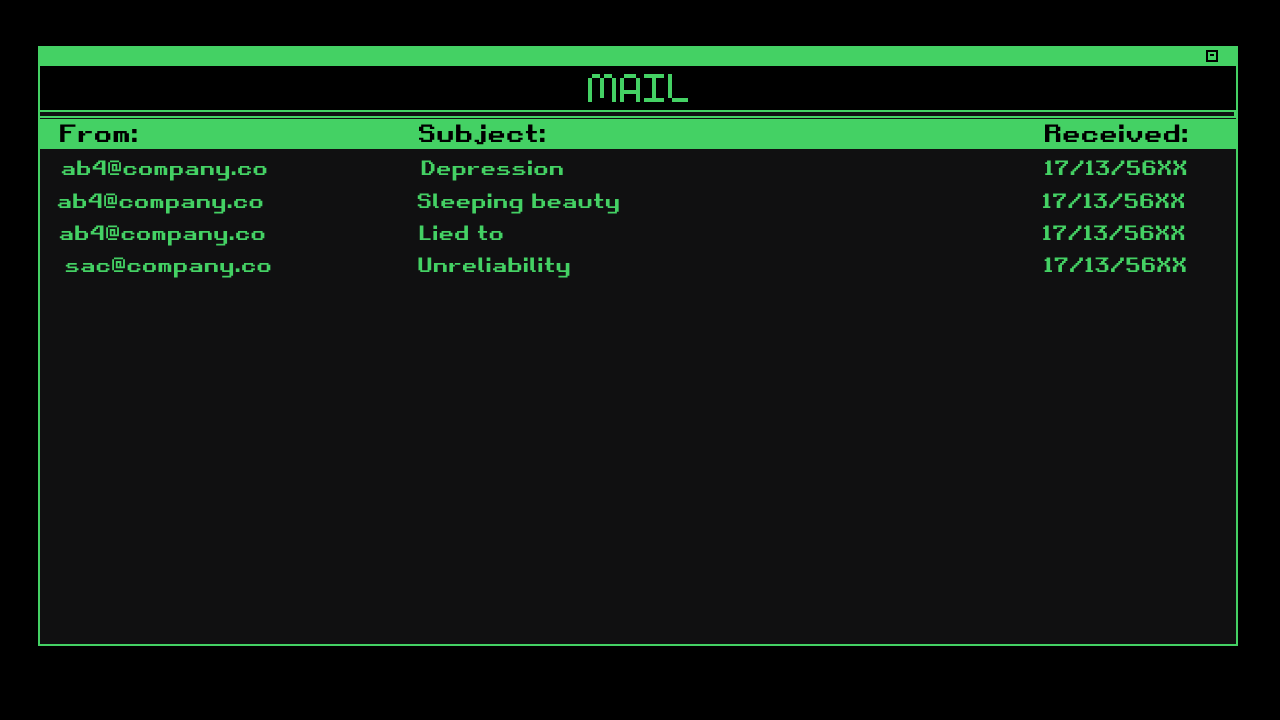 MAIL
From: Subject: Received:
ab4@company.co Depression 17/13/56XX
ab4@company.co Sleeping beauty 17/13/56XX
ab4@company.co Lied to 17/13/56XX
sac@company.co Unreliability 17/13/56XX